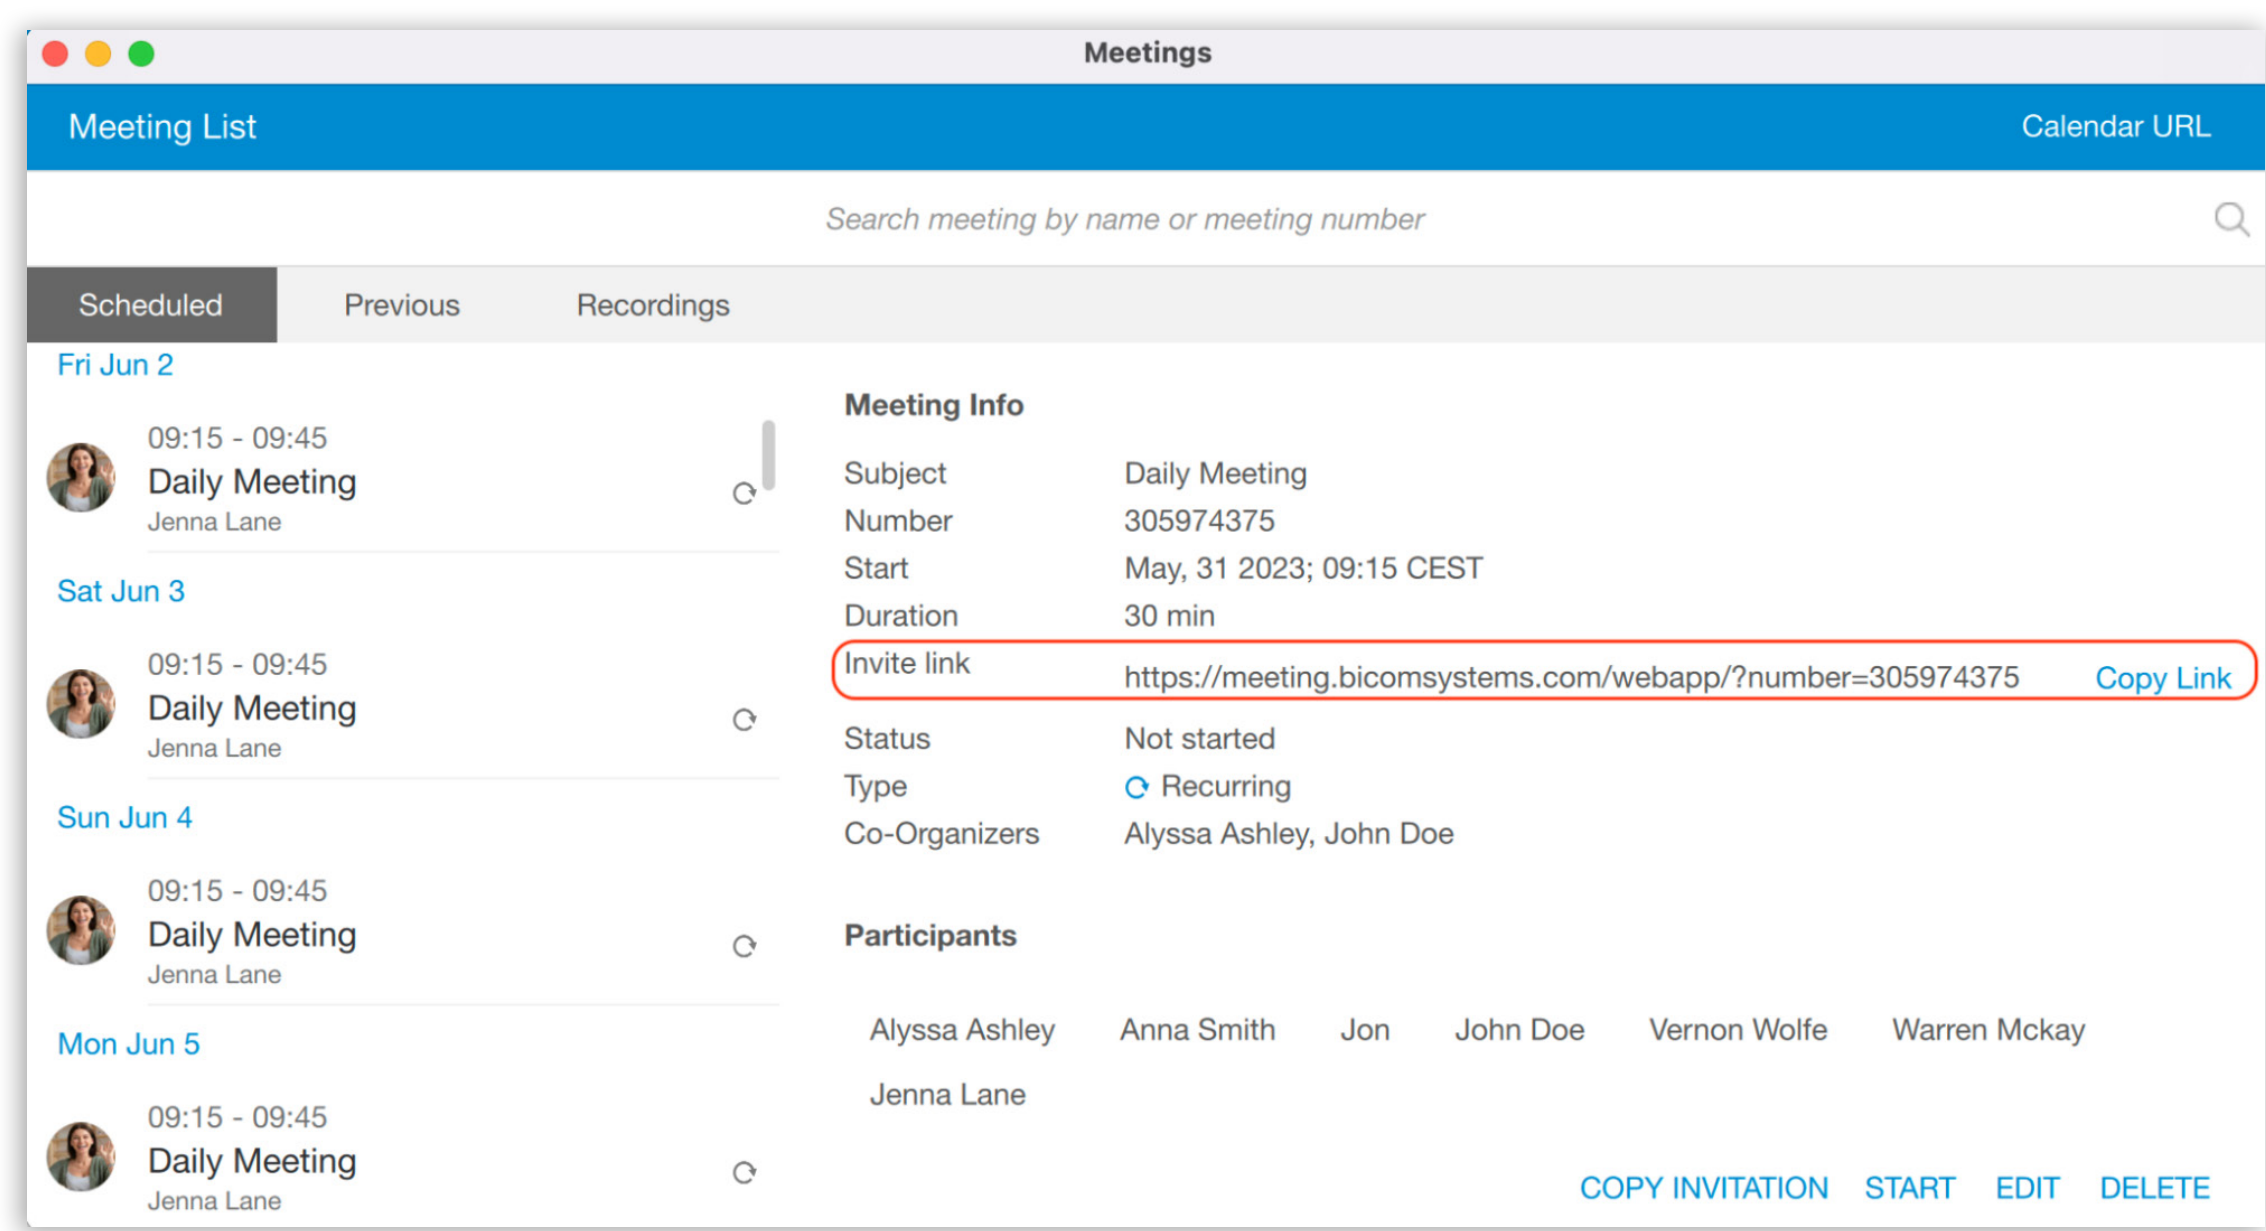 Meetings
Meeting List
Calendar URL
Search meeting by name or meeting number
Scheduled Previous Recordings
Fri Jun 2
09:15 - 09:45
Daily Meeting
Jenna Lane
Sat Jun 3
09:15 - 09:45
Daily Meeting
Jenna Lane
Sun Jun 4
09:15 - 09:45
Daily Meeting
Jenna Lane
Mon Jun 5
09:15 - 09:45
Daily Meeting
Jenna Lane
Meeting Info
Subject Daily Meeting
Number 305974375
Start May, 31 2023; 09:15 CEST
Duration 30 min
Invite link https://meeting.bicomsystems.com/webapp/?number=305974375 Copy Link
Status Not started
Type Recurring
Co-Organizers Alyssa Ashley, John Doe
Participants
Alyssa Ashley Anna Smith Jon John Doe Vernon Wolfe Warren Mckay
Jenna Lane
COPY INVITATION START EDIT DELETE